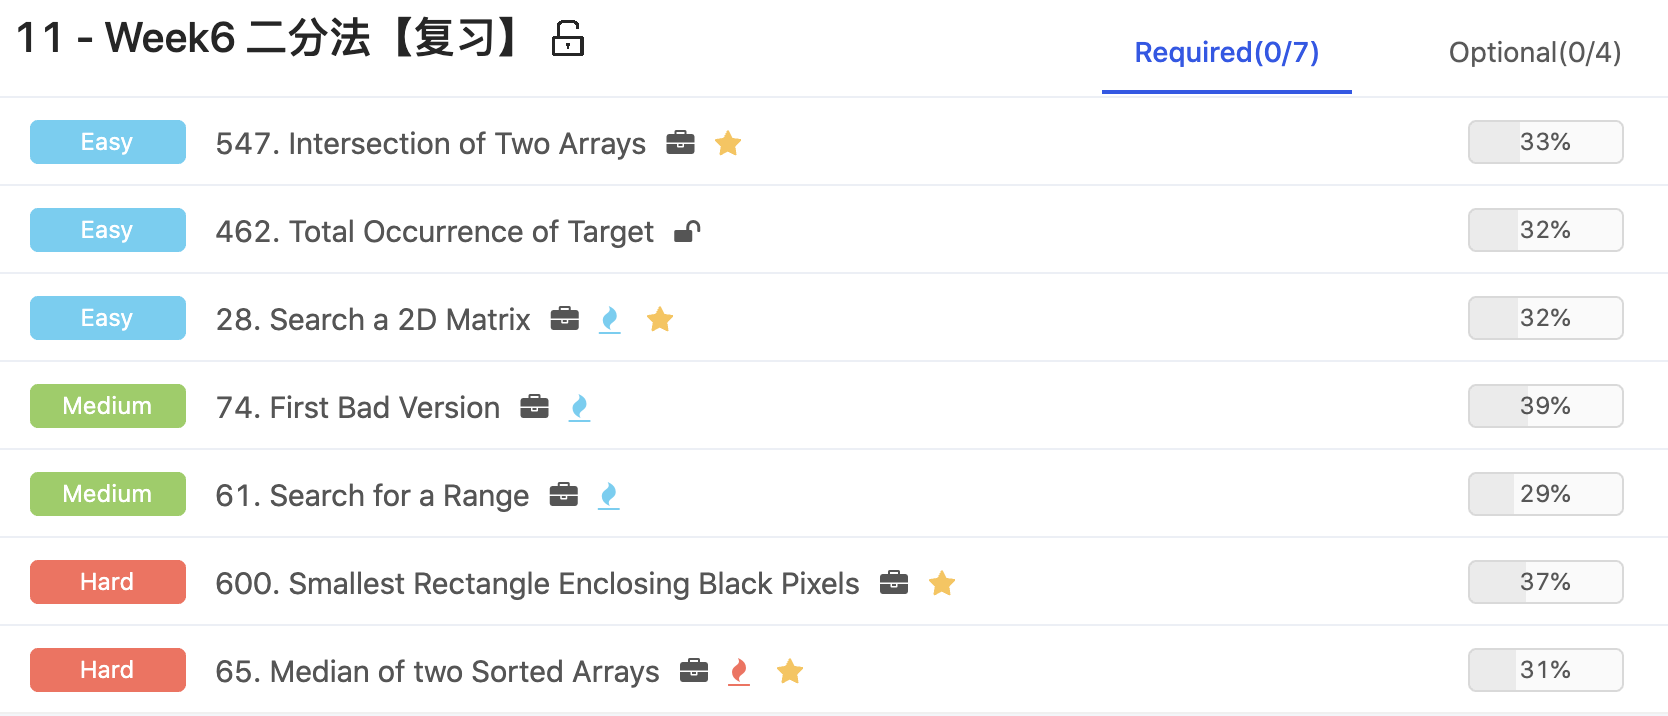 11 - Week6 二分法【复习】
Required(0/7) Optional(0/4)
Easy 547. Intersection of Two Arrays 33%
Easy 462. Total Occurrence of Target 32%
Easy 28. Search a 2D Matrix 32%
Medium 74. First Bad Version 39%
Medium 61. Search for a Range 29%
Hard 600. Smallest Rectangle Enclosing Black Pixels 37%
Hard 65. Median of two Sorted Arrays 31%